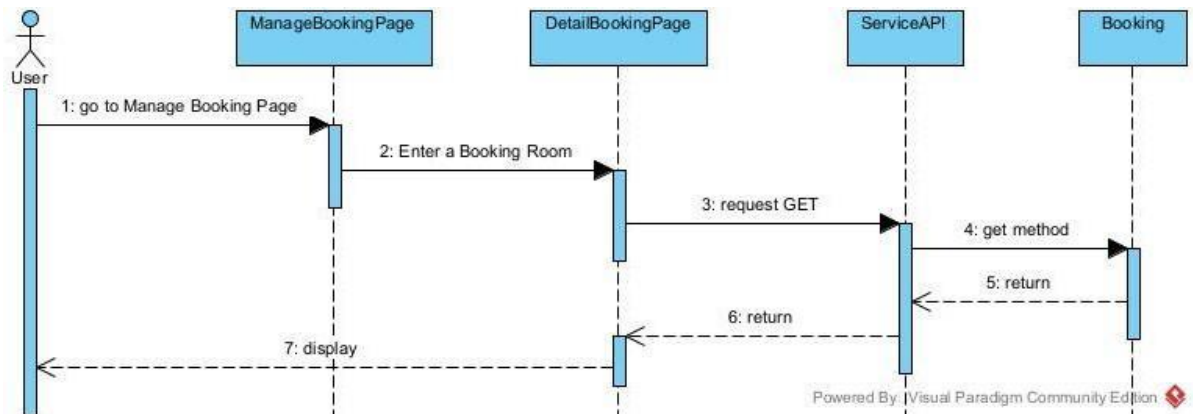 ManageBookingPage
DetailBookingPage
ServiceAPI
Booking
User
1: go to Manage Booking Page
2: Enter a Booking Room
3: request GET
4: get method
5: return
6: return
7: display
Powered By Visual Paradigm Community Edition